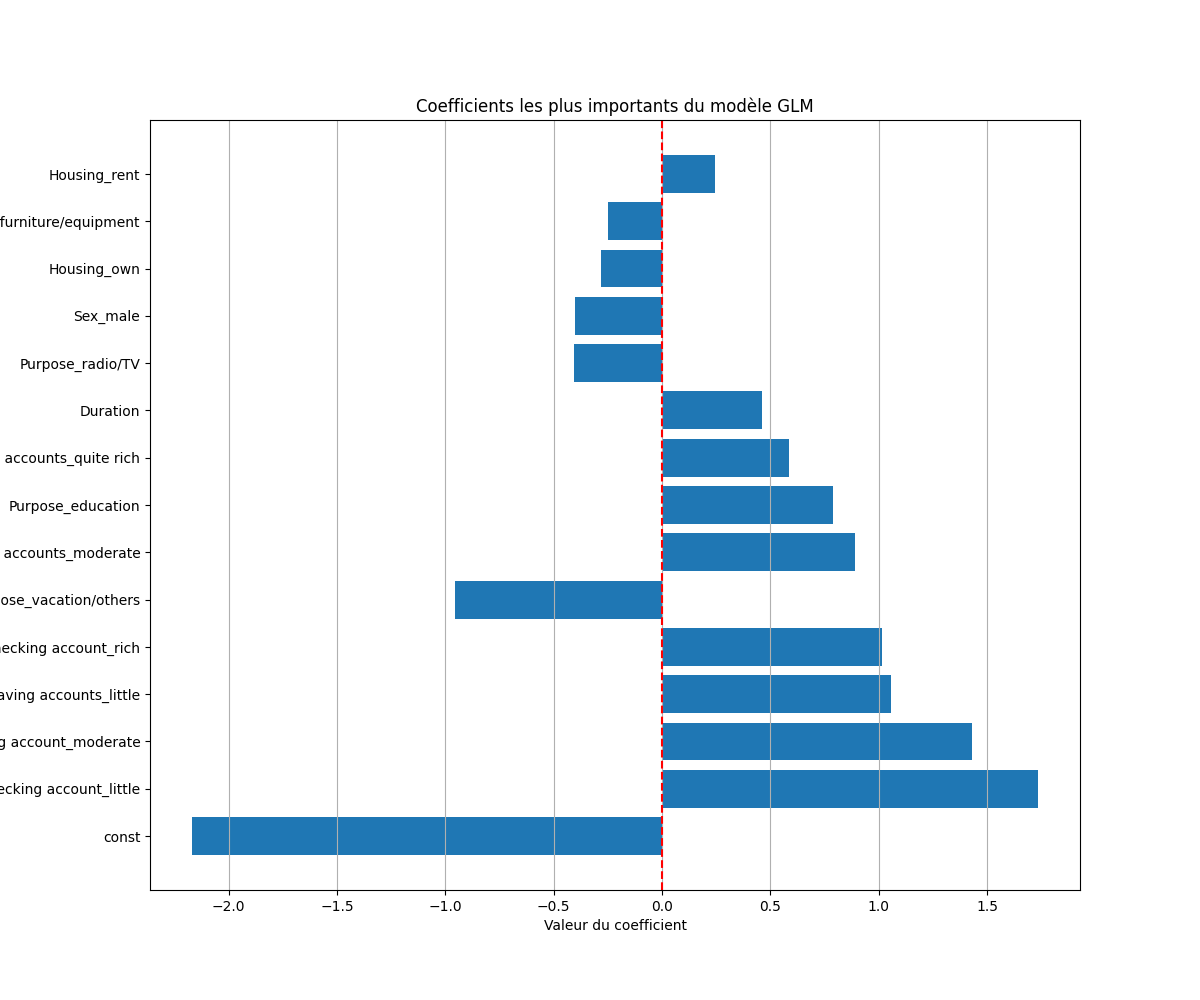 Coefficients les plus importants du modèle GLM
Housing_rent
furniture/equipment
Housing_own
Sex_male
Purpose_radio/TV
Duration
accounts_quite rich
Purpose_education
accounts_moderate
ose_vacation/others
ecking account_rich
aving accounts_little
g account_moderate
ecking account_little
const
−2.0 −1.5 −1.0 −0.5 0.0 0.5 1.0 1.5
Valeur du coefficient